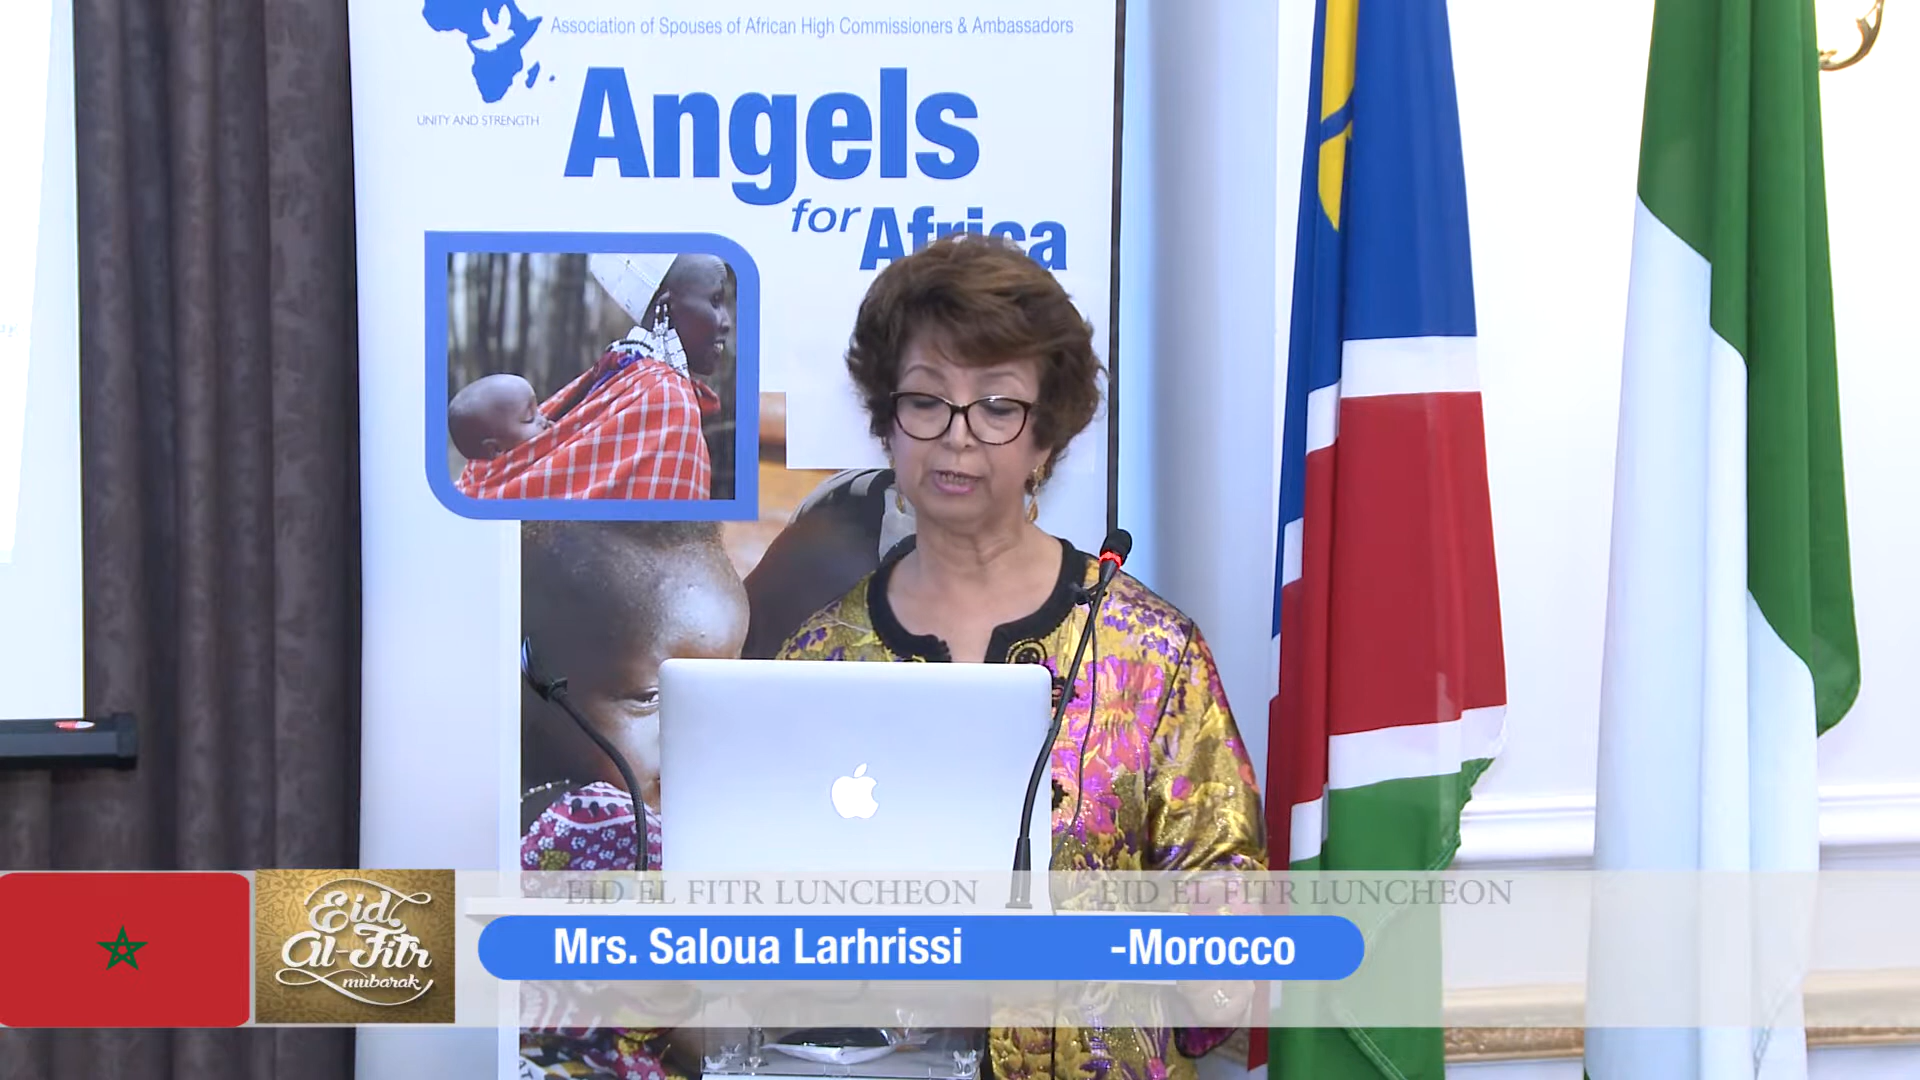 Association of Spouses of African High Commissioners & Ambassadors
UNITY AND STRENGTH
Angels
for Africa
EID EL FITR LUNCHEON EID EL FITR LUNCHEON
Eid
Al-Fitr
mubarak
Mrs. Saloua Larhrissi -Morocco